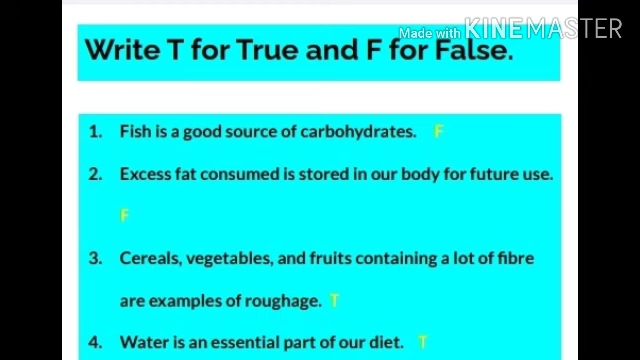 Made with KINEMASTER
Write T for True and F for False.
1. Fish is a good source of carbohydrates. F
2. Excess fat consumed is stored in our body for future use.
F
3. Cereals, vegetables, and fruits containing a lot of fibre
are examples of roughage. T
4. Water is an essential part of our diet. T